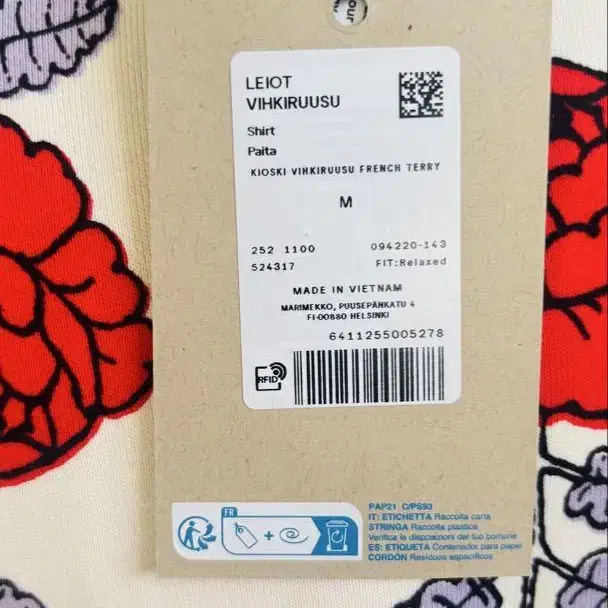 our
LEIOT
VIHKIRUUSU
Shirt
Paita
KIOSKI VIHKIRUUSU FRENCH TERRY
M
252 1100 094220-143
524317 FIT:Relaxed
MADE IN VIETNAM
MARIMEKKO, PUUSEPÄNKATU 4
FI-00880 HELSINKI
6411255005278
RFID
FR
PAP21 C/PS93
IT: ETICHETTA Raccolta carta
STRINGA Raccolta plastica
Verifica le disposizioni del tuo comune
ES: ETIQUETA Contenedor para papel
CORDÓN Residuos específicos